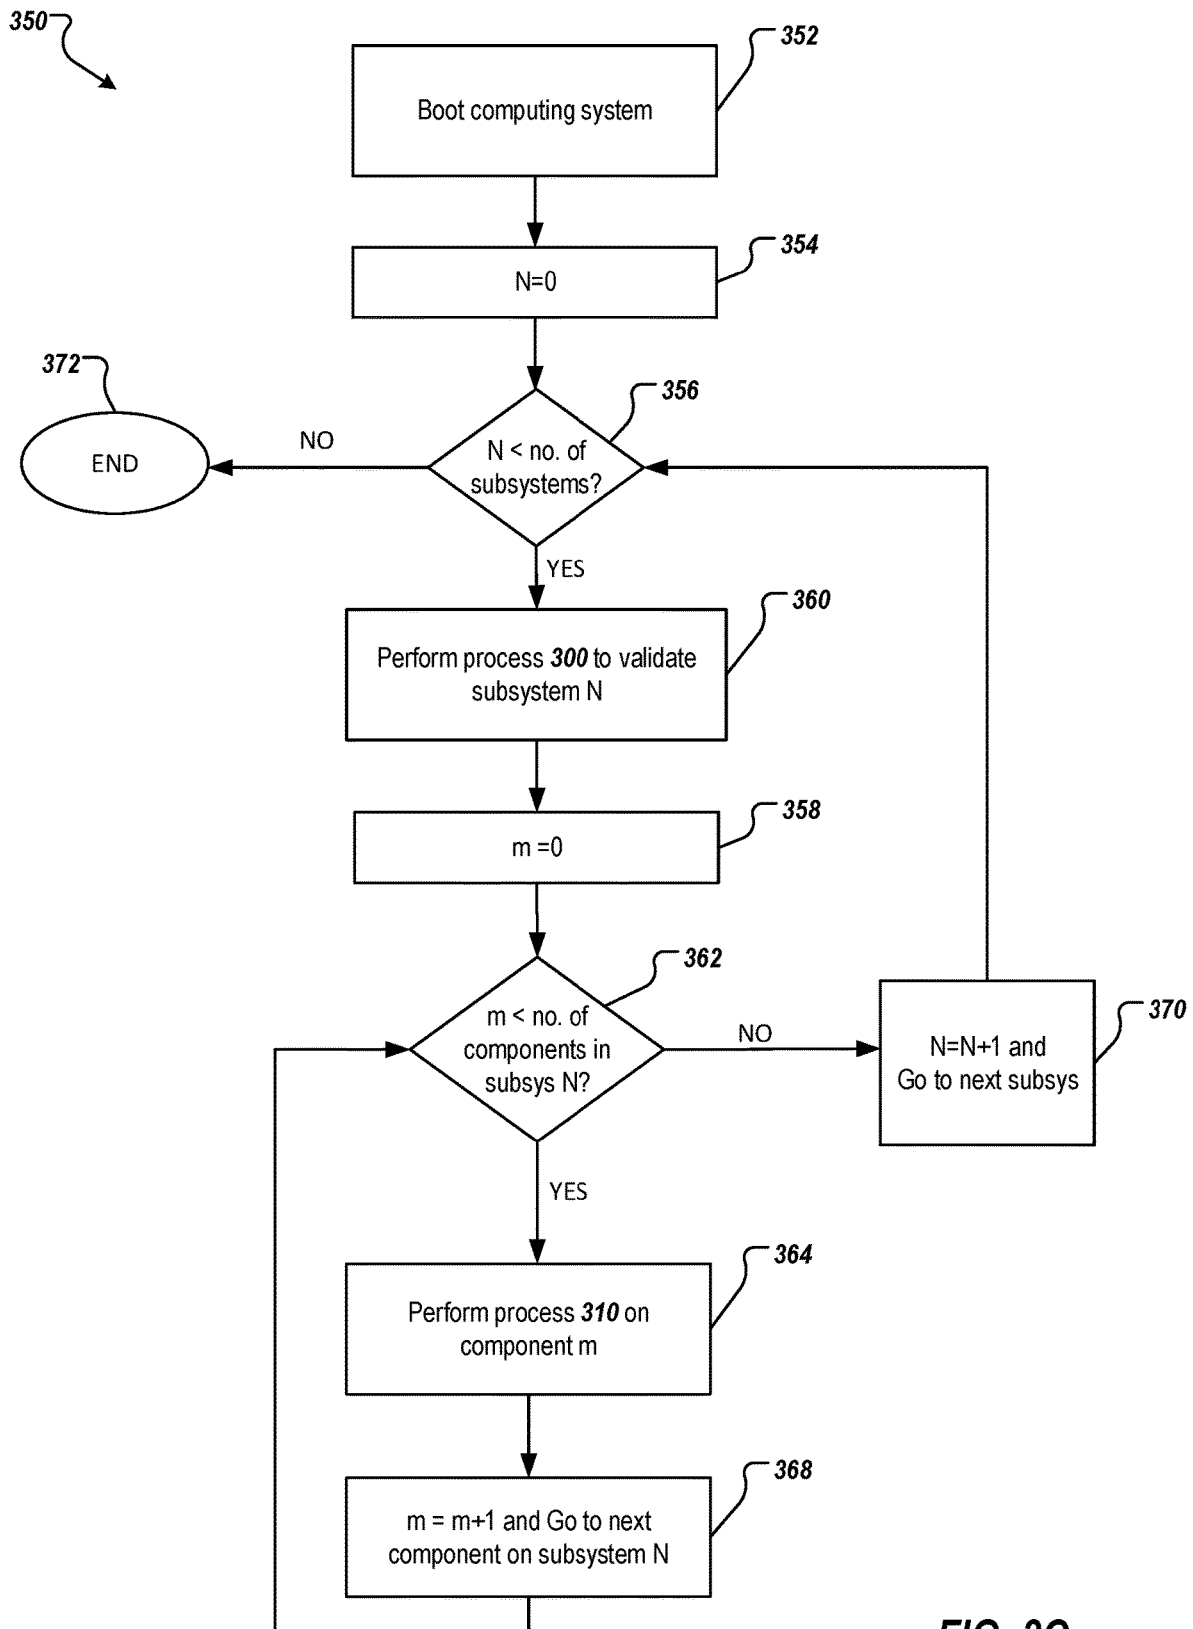 350
352
Boot computing system
354
N=0
372
356
END
NO
N < no. of
subsystems?
YES
360
Perform process 300 to validate
subsystem N
358
m =0
362
m < no. of
components in
subsys N?
NO
370
N=N+1 and
Go to next subsys
YES
364
Perform process 310 on
component m
368
m = m+1 and Go to next
component on subsystem N